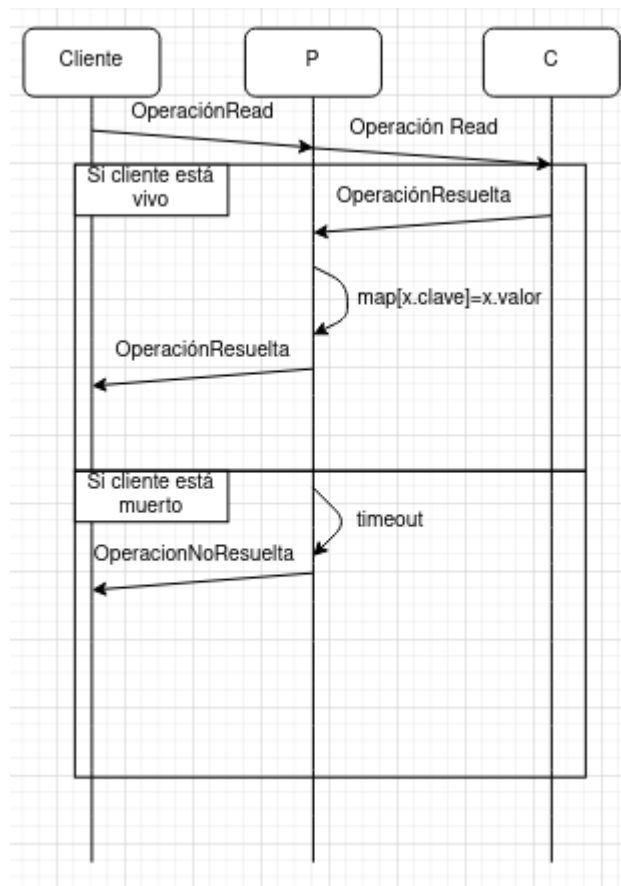 Cliente
P
C
OperaciónRead
Operación Read
Si cliente está
vivo
OperaciónResuelta
map[x.clave]=x.valor
OperaciónResuelta
Si cliente está
muerto
timeout
OperacionNoResuelta